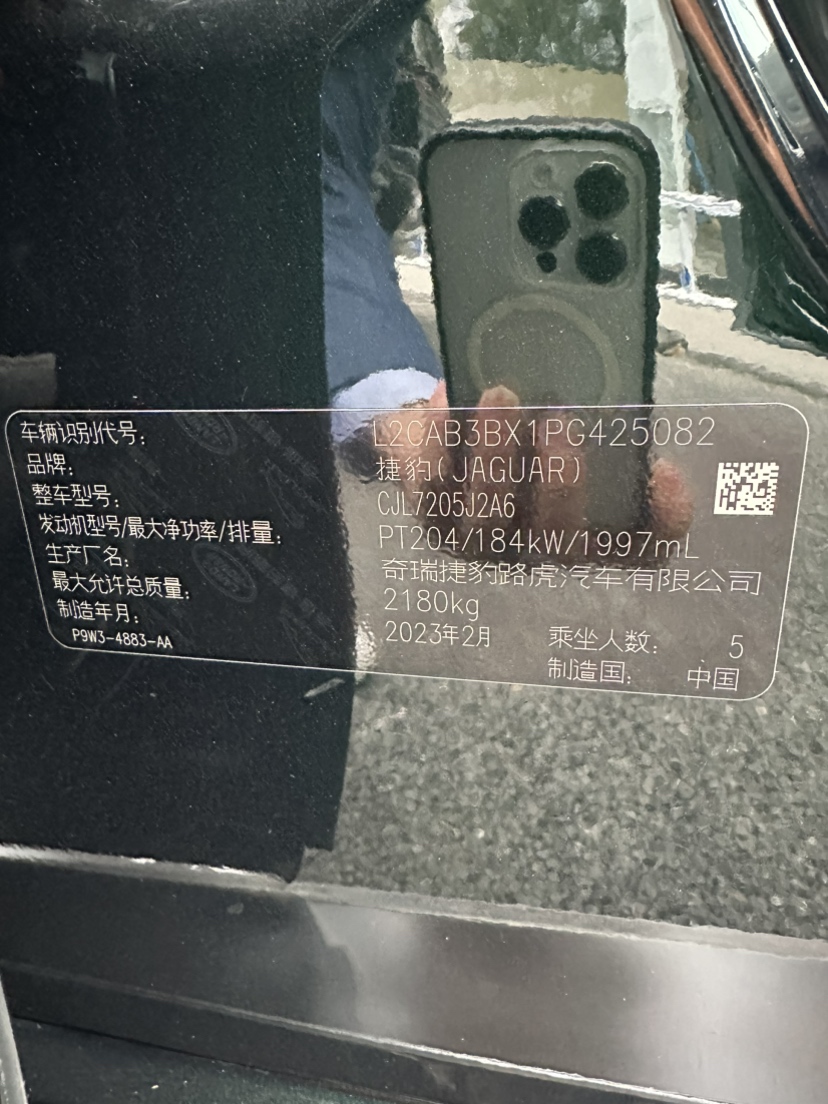 车辆识别代号: L2CAB3BX1PG425082
品牌: 捷豹(JAGUAR)
整车型号: CJL7205J2A6
发动机型号/最大净功率/排量: PT204/184kW/1997mL
生产厂名: 奇瑞捷豹路虎汽车有限公司
最大允许总质量: 2180kg
制造年月: 2023年2月 乘坐人数: 5
P9W3-4883-AA 制造国: 中国